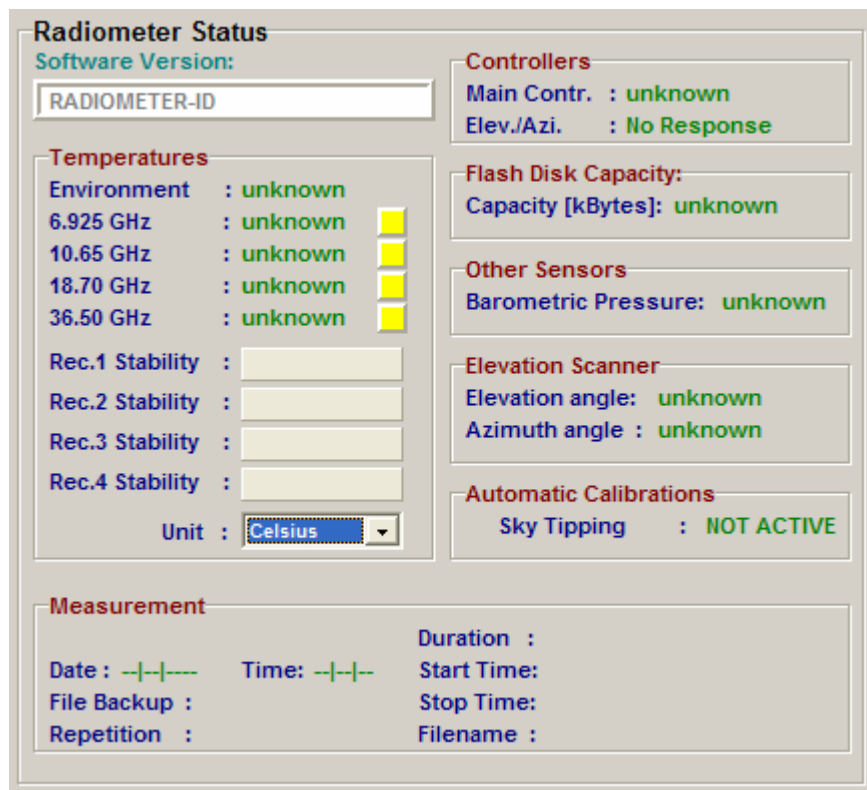 Radiometer Status
Software Version:
RADIOMETER-ID
Temperatures
Environment : unknown
6.925 GHz : unknown
10.65 GHz : unknown
18.70 GHz : unknown
36.50 GHz : unknown
Rec.1 Stability :
Rec.2 Stability :
Rec.3 Stability :
Rec.4 Stability :
Unit : Celsius
Controllers
Main Contr. : unknown
Elev./Azi. : No Response
Flash Disk Capacity:
Capacity [kBytes]: unknown
Other Sensors
Barometric Pressure: unknown
Elevation Scanner
Elevation angle: unknown
Azimuth angle : unknown
Automatic Calibrations
Sky Tipping : NOT ACTIVE
Measurement
Duration :
Date : --|--|---- Time: --|--|-- Start Time:
File Backup : Stop Time:
Repetition : Filename :